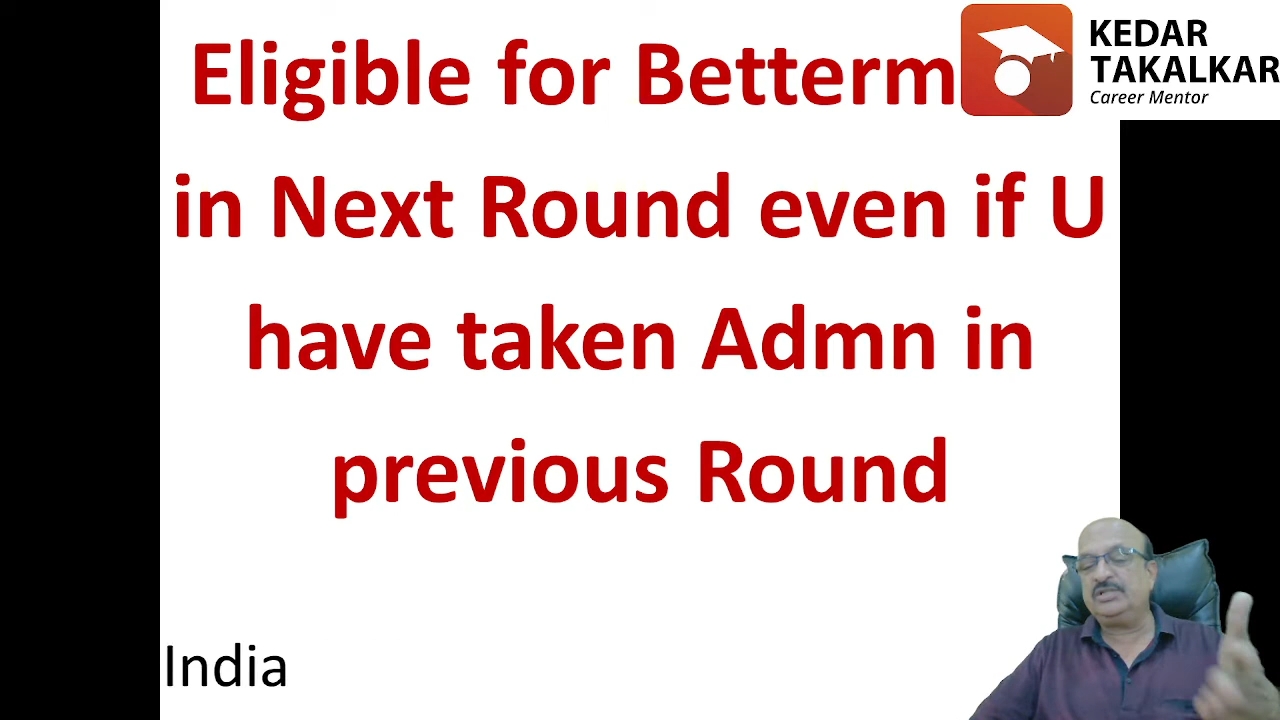 Eligible for Betterm
KEDAR
TAKALKAR
Career Mentor
in Next Round even if U
have taken Admn in
previous Round
India